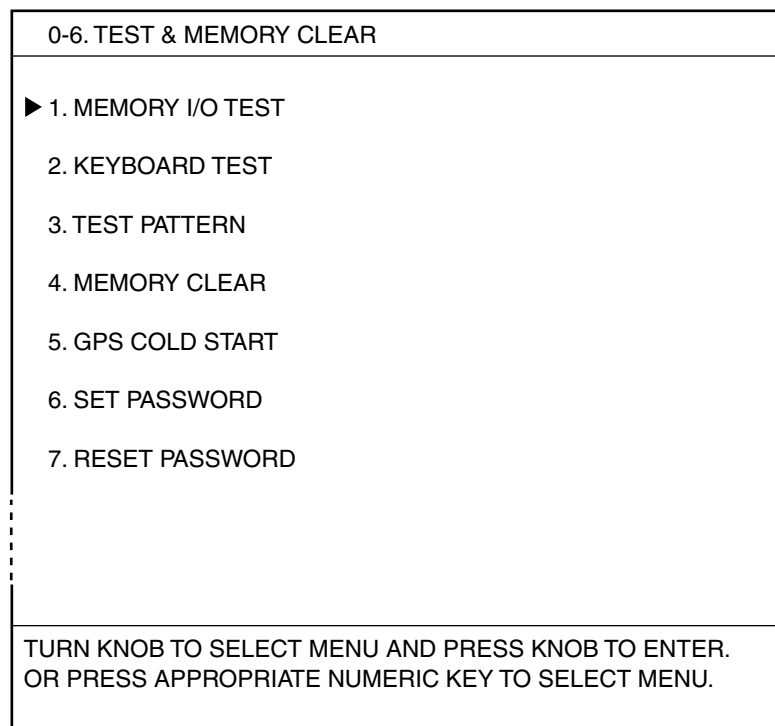 0-6. TEST & MEMORY CLEAR
▶ 1. MEMORY I/O TEST
2. KEYBOARD TEST
3. TEST PATTERN
4. MEMORY CLEAR
5. GPS COLD START
6. SET PASSWORD
7. RESET PASSWORD
TURN KNOB TO SELECT MENU AND PRESS KNOB TO ENTER.
OR PRESS APPROPRIATE NUMERIC KEY TO SELECT MENU.